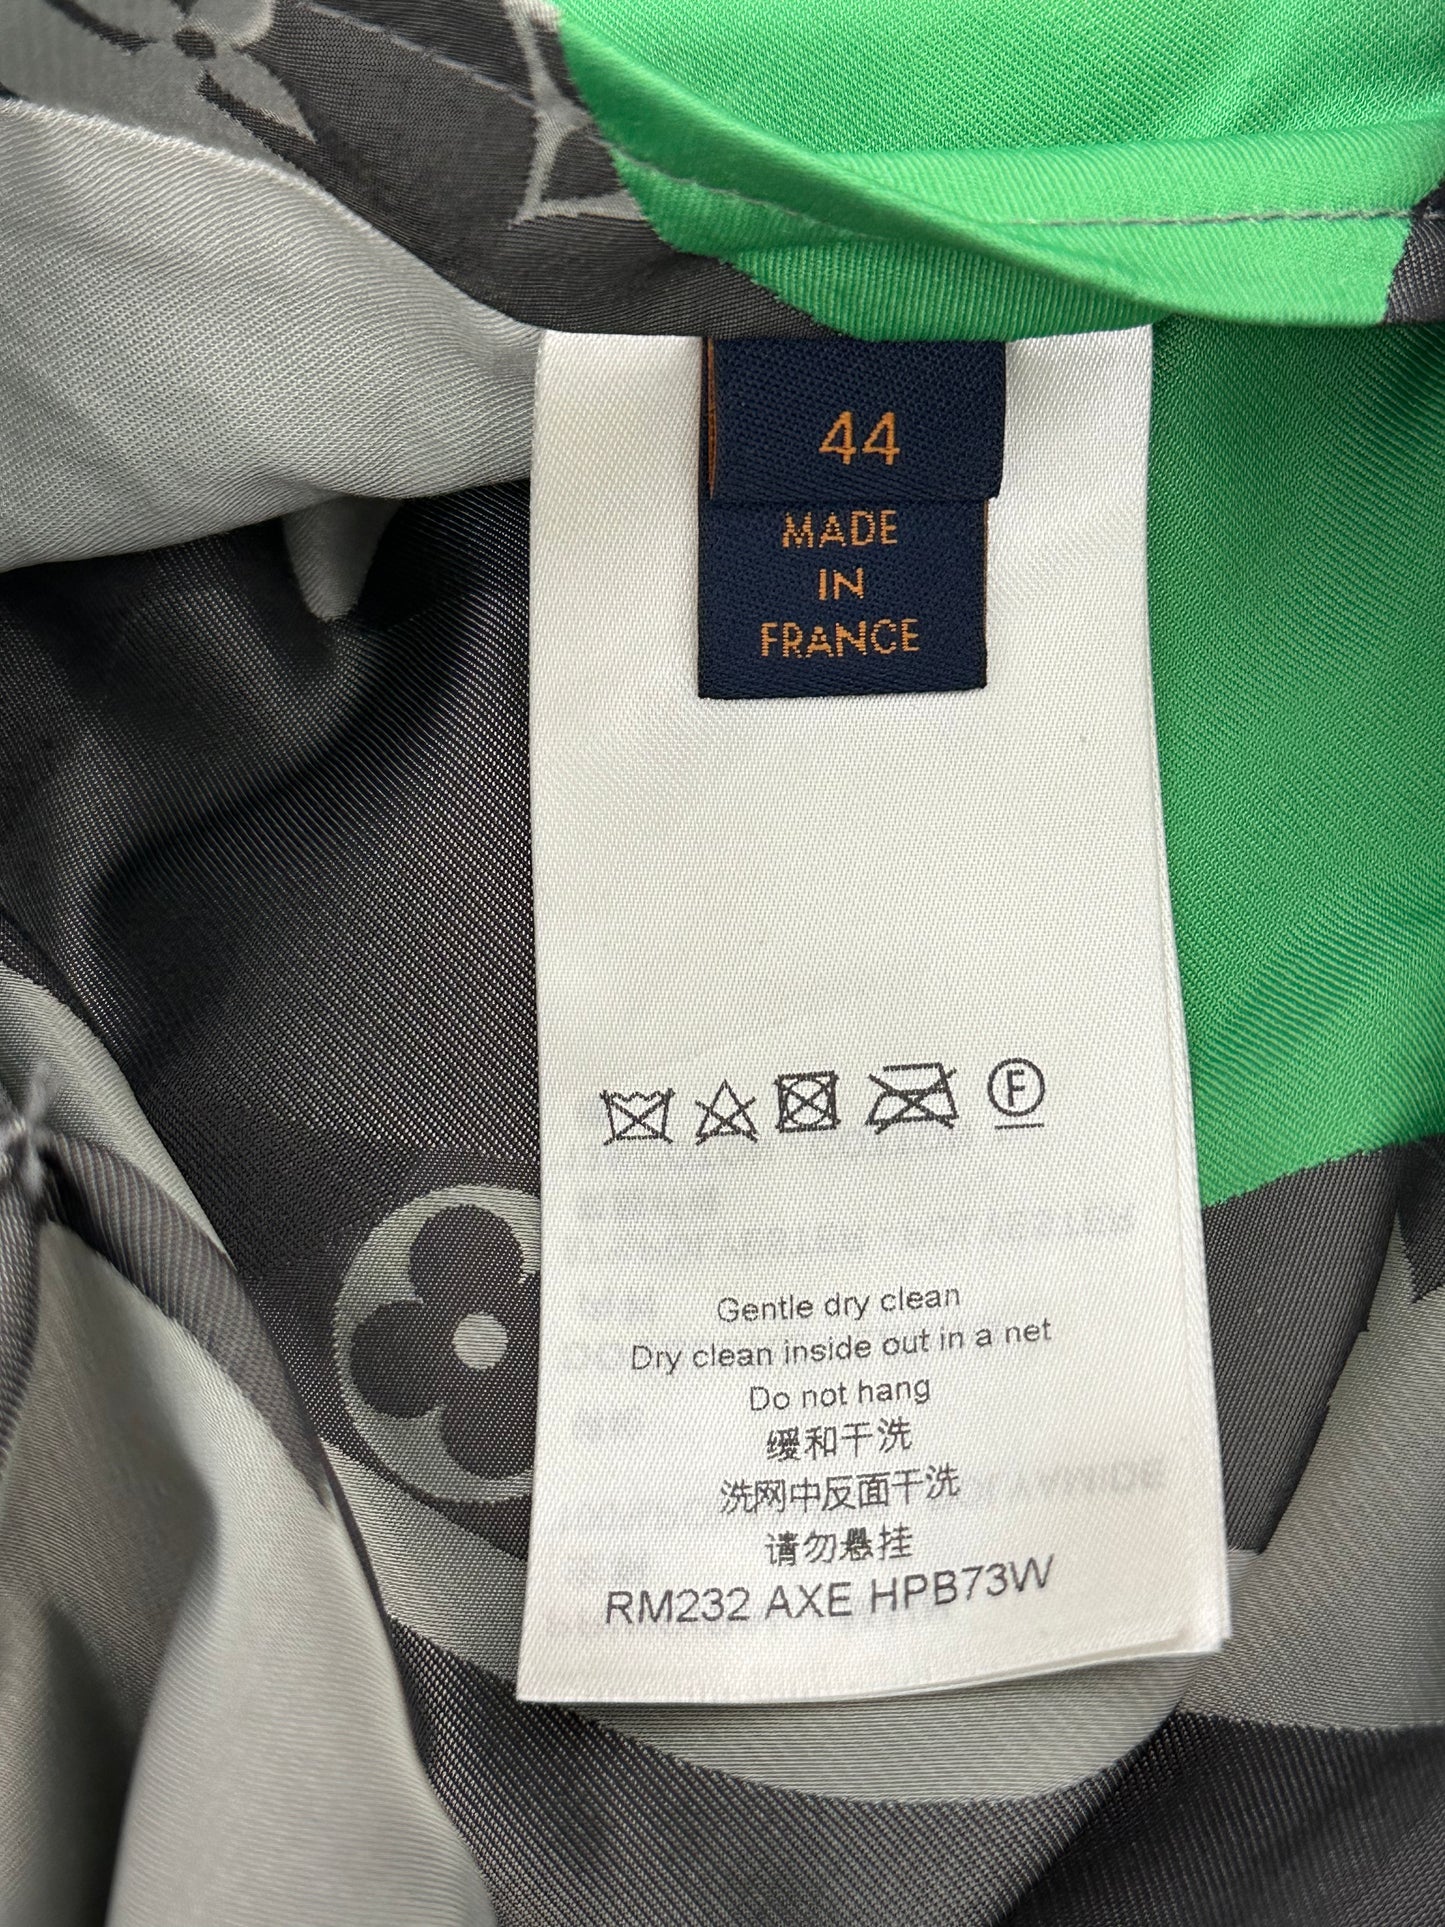 44
MADE
IN
FRANCE
F
Gentle dry clean
Dry clean inside out in a net
Do not hang
缓和干洗
洗网中反面干洗
请勿悬挂
RM232 AXE HPB73W